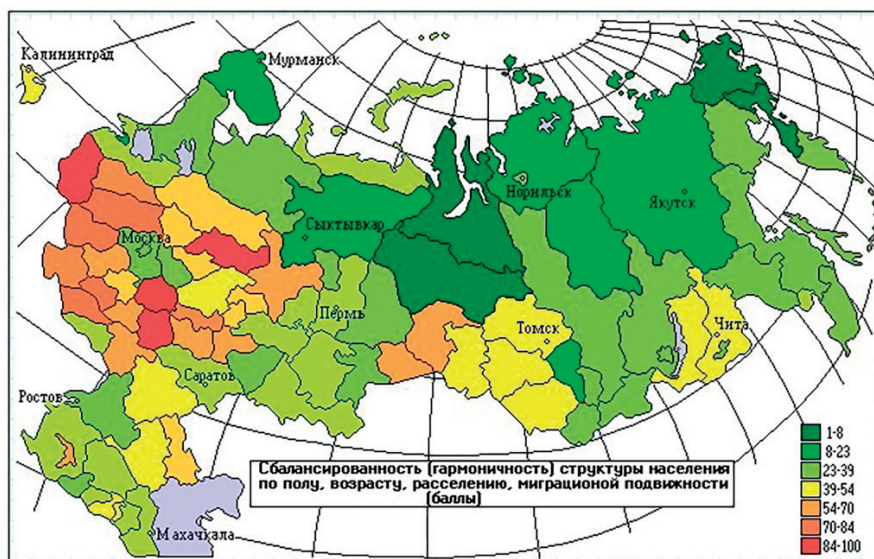 Калининград
Мурманск
Норильск
Якутск
Сыктывкар
Москва
Пермь
Томск
Чита
Саратов
Ростов
Махачкала
Сбалансированность (гармоничность) структуры населения
по полу, возрасту, расселению, миграционой подвижности
(баллы)
1-8
8-23
23-39
39-54
54-70
70-84
84-100